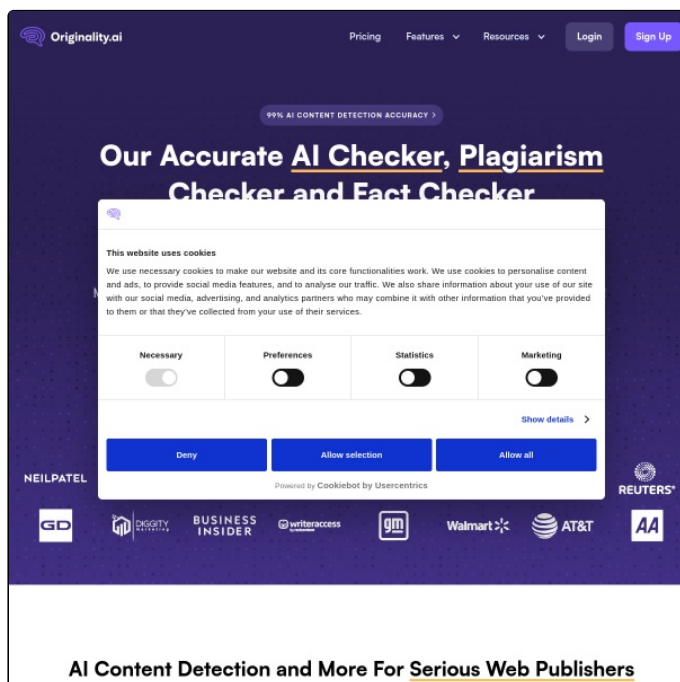 Originality.ai
Pricing Features Resources Login Sign Up
99% AI CONTENT DETECTION ACCURACY
Our Accurate AI Checker, Plagiarism
Checker and Fact Checker
This website uses cookies
We use necessary cookies to make our website and its core functionalities work. We use cookies to personalise content
and ads, to provide social media features, and to analyse our traffic. We also share information about your use of our site
with our social media, advertising, and analytics partners who may combine it with other information that you've provided
to them or that they've collected from your use of their services.
Necessary Preferences Statistics Marketing
Show details
Deny Allow selection Allow all
Powered by Cookiebot by Usercentrics
NEILPATEL
REUTERS
GD
DIGGITY
MARKETING
BUSINESS
INSIDER
writeraccess
gm
Walmart
AT&T
AA
AI Content Detection and More For Serious Web Publishers